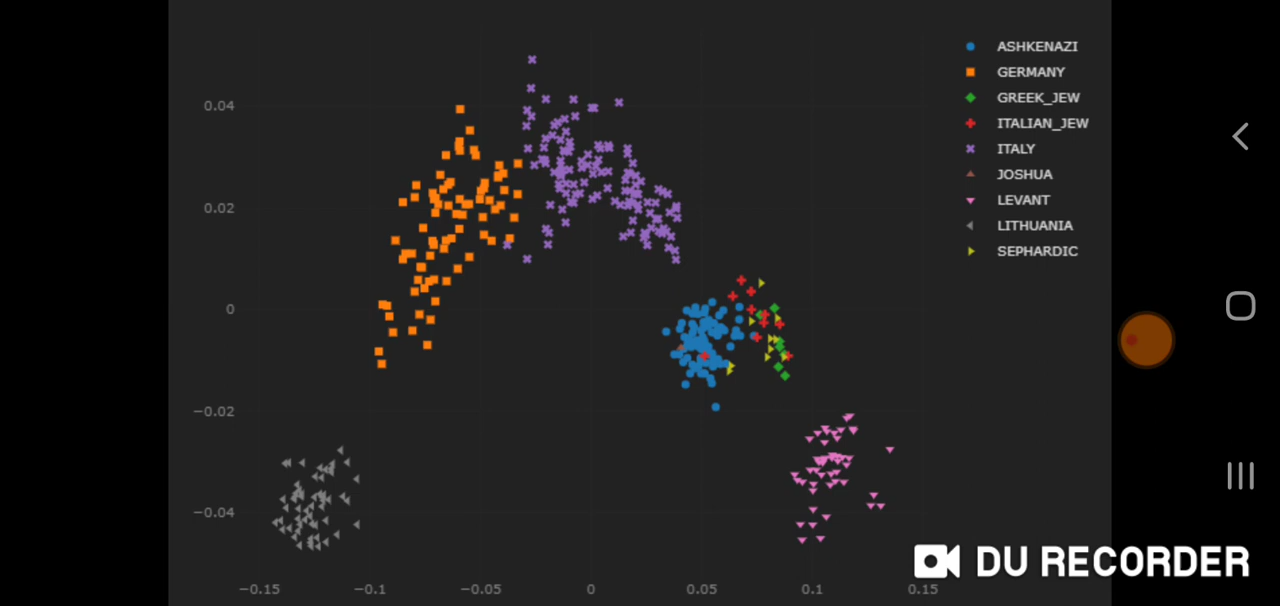 ASHKENAZI
GERMANY
GREEK_JEW
ITALIAN_JEW
ITALY
JOSHUA
LEVANT
LITHUANIA
SEPHARDIC
0.04
0.02
0
−0.02
−0.04
−0.15 −0.1 −0.05 0 0.05 0.1 0.15
DU RECORDER